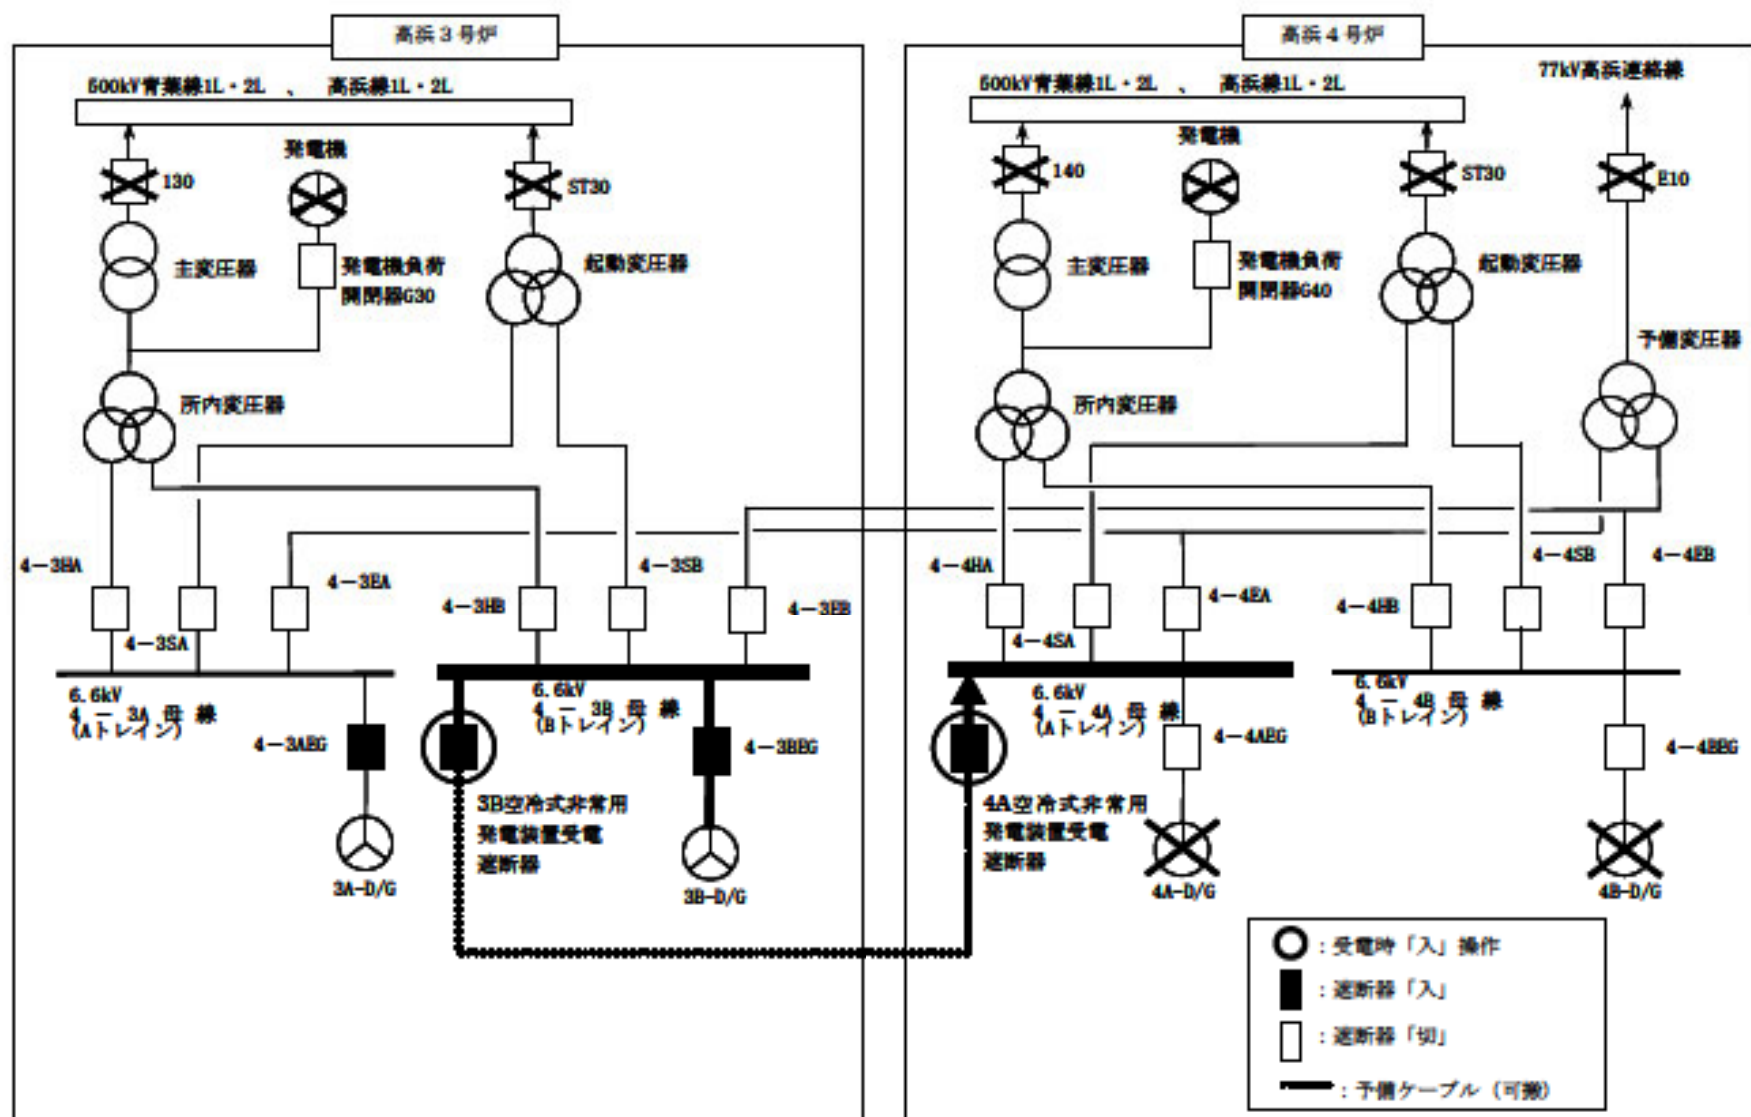 高浜3号炉
高浜4号炉
500kV青葉線1L・2L 、 高浜線1L・2L
500kV青葉線1L・2L 、 高浜線1L・2L
77kV高浜連絡線
130
発電機
ST30
主変圧器
発電機負荷
開閉器G30
起動変圧器
所内変圧器
140
発電機
ST30
E10
主変圧器
発電機負荷
開閉器G40
起動変圧器
予備変圧器
所内変圧器
4-3HA
4-3SA
4-3EA
4-3HB
4-3SB
4-3EB
4-4HA
4-4SA
4-4EA
4-4HB
4-4SB
4-4EB
6.6kV
4-3A母線
(Aトレイン)
6.6kV
4-3B母線
(Bトレイン)
6.6kV
4-4A母線
(Aトレイン)
6.6kV
4-4B母線
(Bトレイン)
4-3AEG
4-3BEG
4-4AEG
4-4BEG
3B空冷式非常用
発電装置受電
遮断器
4A空冷式非常用
発電装置受電
遮断器
3A-D/G
3B-D/G
4A-D/G
4B-D/G
：受電時「入」操作
：遮断器「入」
：遮断器「切」
：予備ケーブル（可搬）